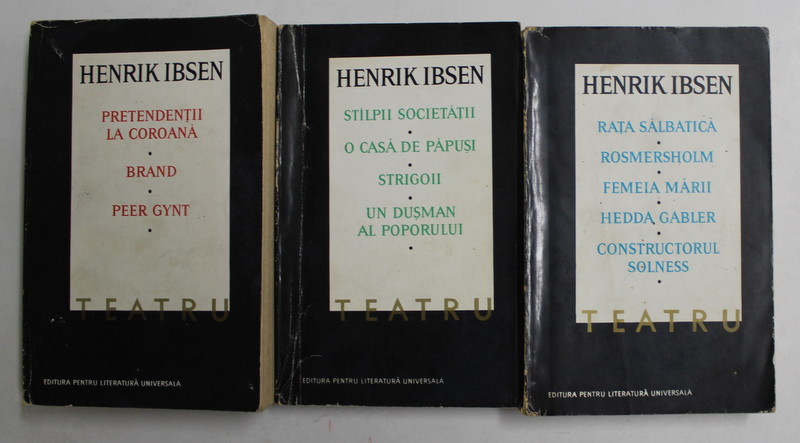 HENRIK IBSEN
PRETENDENȚII
LA COROANĂ
•
BRAND
•
PEER GYNT
•
TEATRU
EDITURA PENTRU LITERATURĂ UNIVERSALĂ
HENRIK IBSEN
STÎLPII SOCIETĂȚII
•
O CASĂ DE PĂPUȘI
•
STRIGOII
•
UN DUȘMAN
AL POPORULUI
•
TEATRU
EDITURA PENTRU LITERATURĂ UNIVERSALĂ
HENRIK IBSEN
RAȚA SĂLBATICĂ
•
ROSMERSHOLM
•
FEMEIA MĂRII
•
HEDDA GABLER
•
CONSTRUCTORUL
SOLNESS
•
TEATRU
EDITURA PENTRU LITERATURĂ UNIVERSALĂ